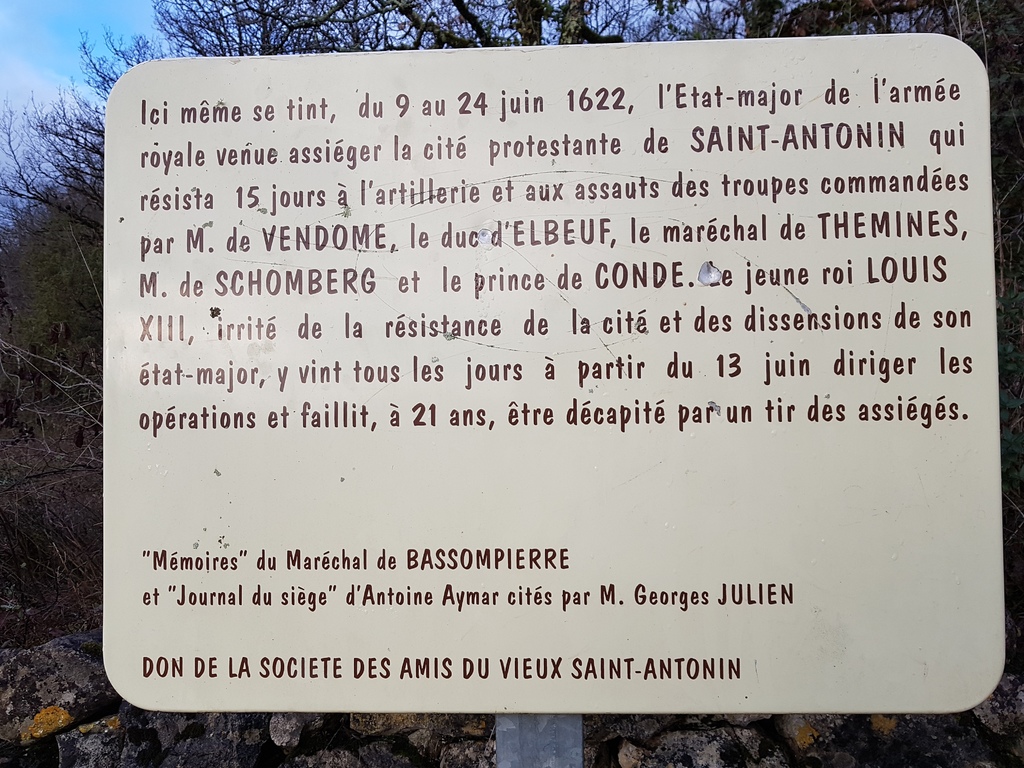 Ici même se tint, du 9 au 24 juin 1622, l'Etat-major de l'armée
royale venue assiéger la cité protestante de SAINT-ANTONIN qui
résista 15 jours à l'artillerie et aux assauts des troupes commandées
par M. de VENDOME, le duc d'ELBEUF, le maréchal de THEMINES,
M. de SCHOMBERG et le prince de CONDE. Le jeune roi LOUIS
XIII, irrité de la résistance de la cité et des dissensions de son
état-major, y vint tous les jours à partir du 13 juin diriger les
opérations et faillit, à 21 ans, être décapité par un tir des assiégés.
"Mémoires" du Maréchal de BASSOMPIERRE
et "Journal du siège" d'Antoine Aymar cités par M. Georges JULIEN
DON DE LA SOCIETE DES AMIS DU VIEUX SAINT-ANTONIN